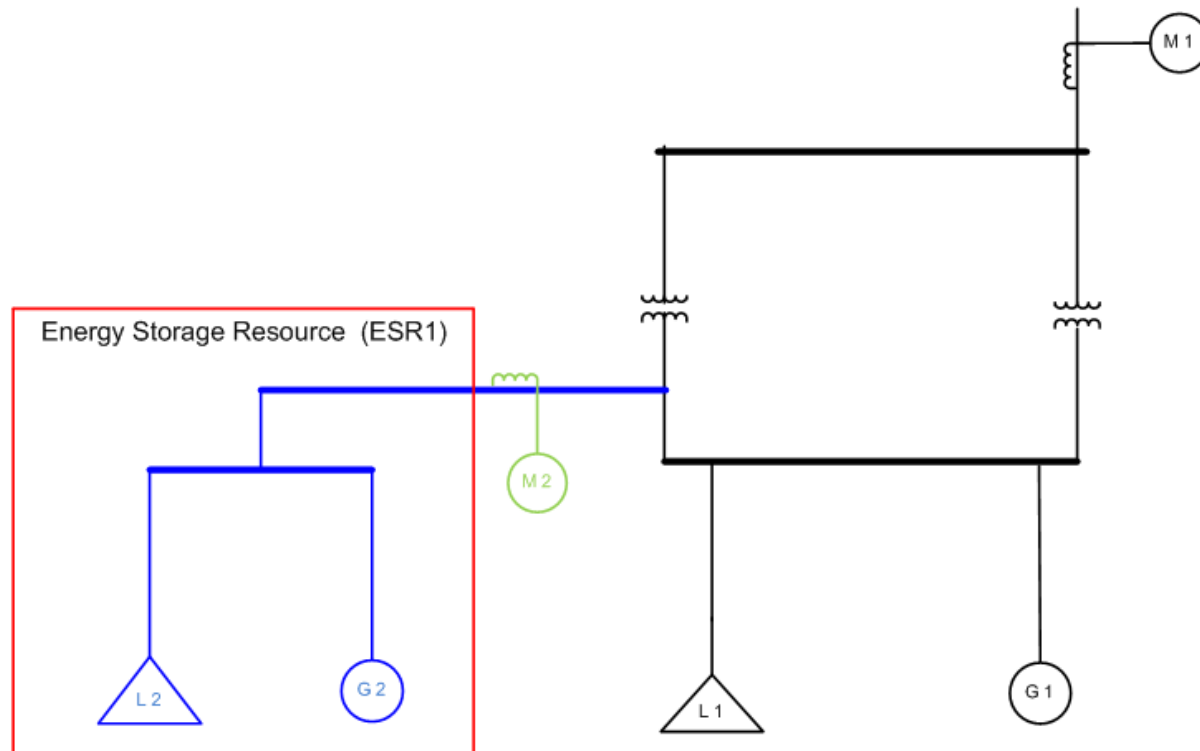 M 1
Energy Storage Resource (ESR1)
M 2
L 2
G 2
L 1
G 1